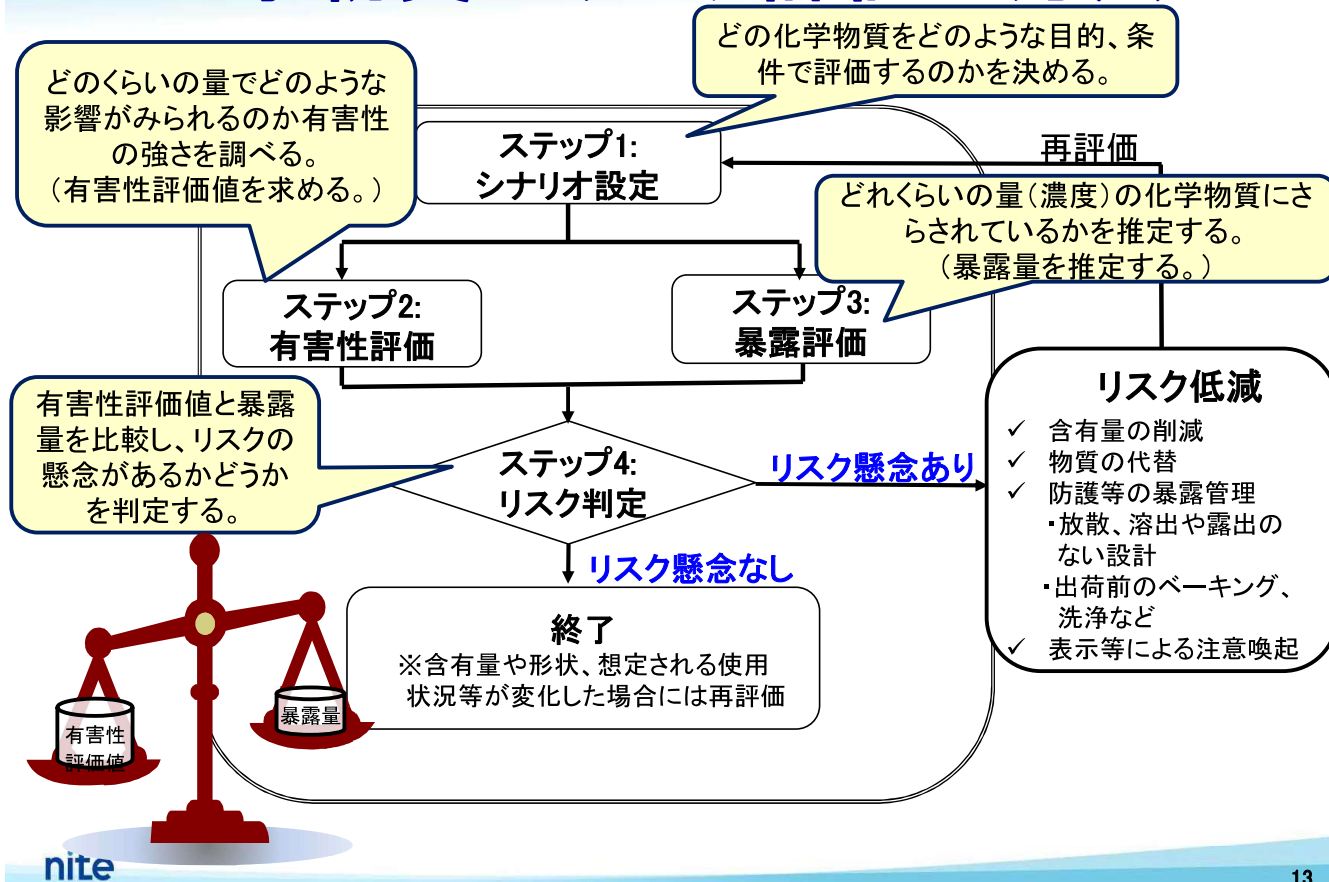 どの化学物質をどのような目的、条
件で評価するのかを決める。
どのくらいの量でどのような
影響がみられるのか有害性
の強さを調べる。
(有害性評価値を求める。)
ステップ1:
シナリオ設定
再評価
どれくらいの量(濃度)の化学物質にさ
らされているかを推定する。
(暴露量を推定する。)
ステップ2:
有害性評価
ステップ3:
暴露評価
有害性評価値と暴露
量を比較し、リスクの
懸念があるかどうか
を判定する。
ステップ4:
リスク判定
リスク懸念あり
リスク低減
✓ 含有量の削減
✓ 物質の代替
✓ 防護等の暴露管理
・放散、溶出や露出の
ない設計
・出荷前のベーキング、
洗浄など
✓ 表示等による注意喚起
リスク懸念なし
終了
※含有量や形状、想定される使用
状況等が変化した場合には再評価
有害性
評価値
暴露量
nite
13